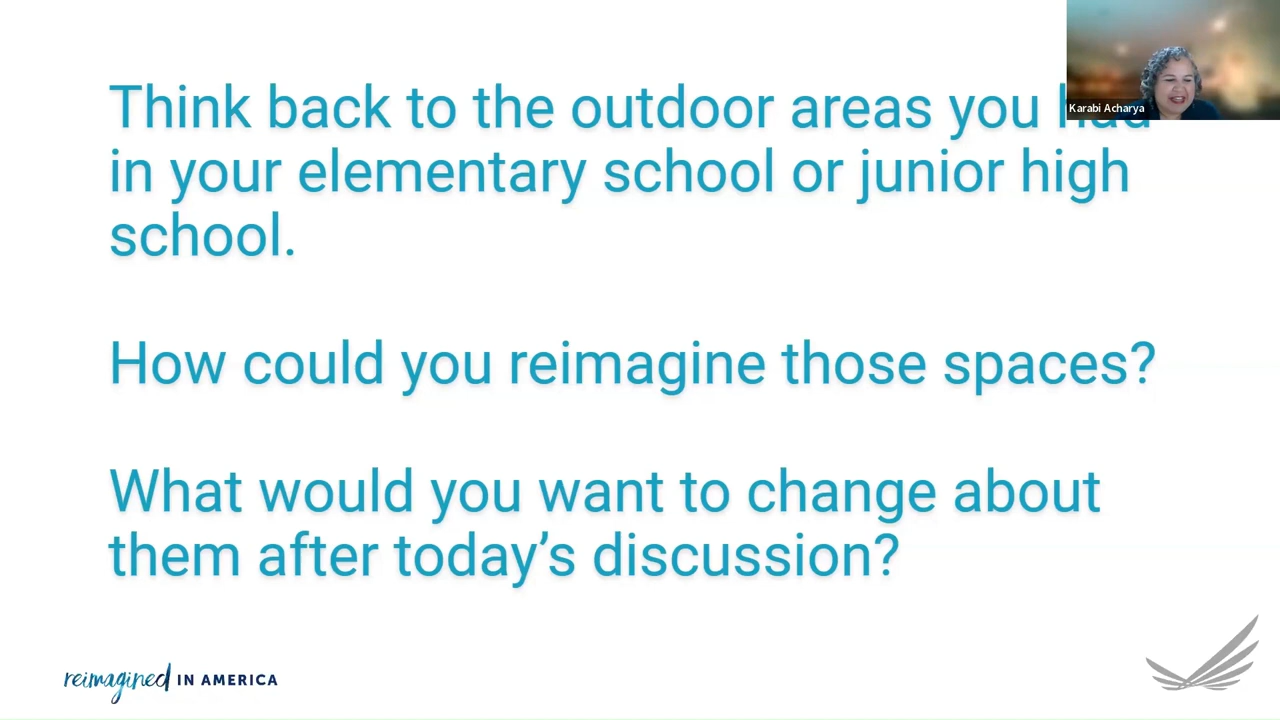 Think back to the outdoor areas you had
in your elementary school or junior high
school.
How could you reimagine those spaces?
What would you want to change about
them after today’s discussion?
Karabi Acharya
reimagined IN AMERICA